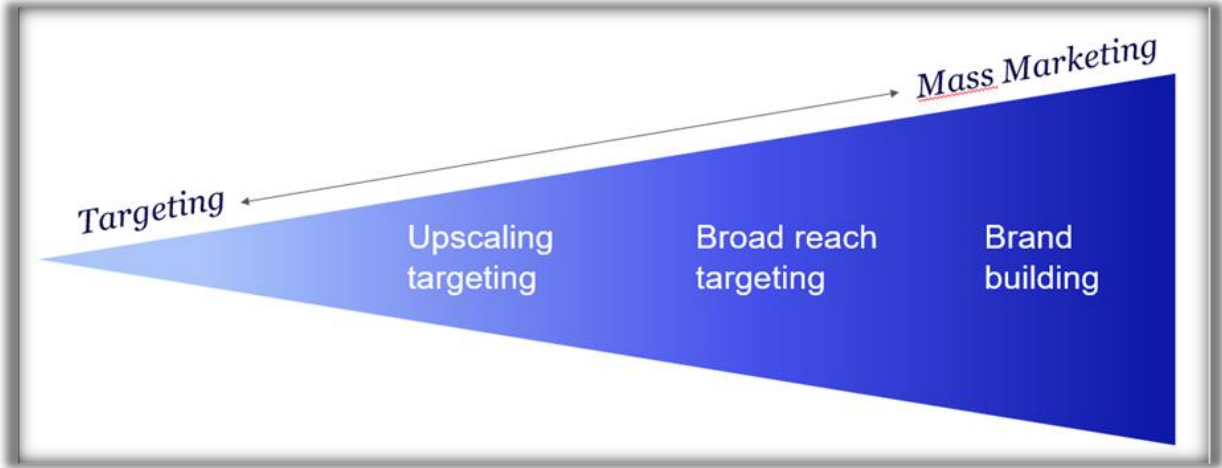 Mass Marketing
Targeting
Upscaling
targeting
Broad reach
targeting
Brand
building